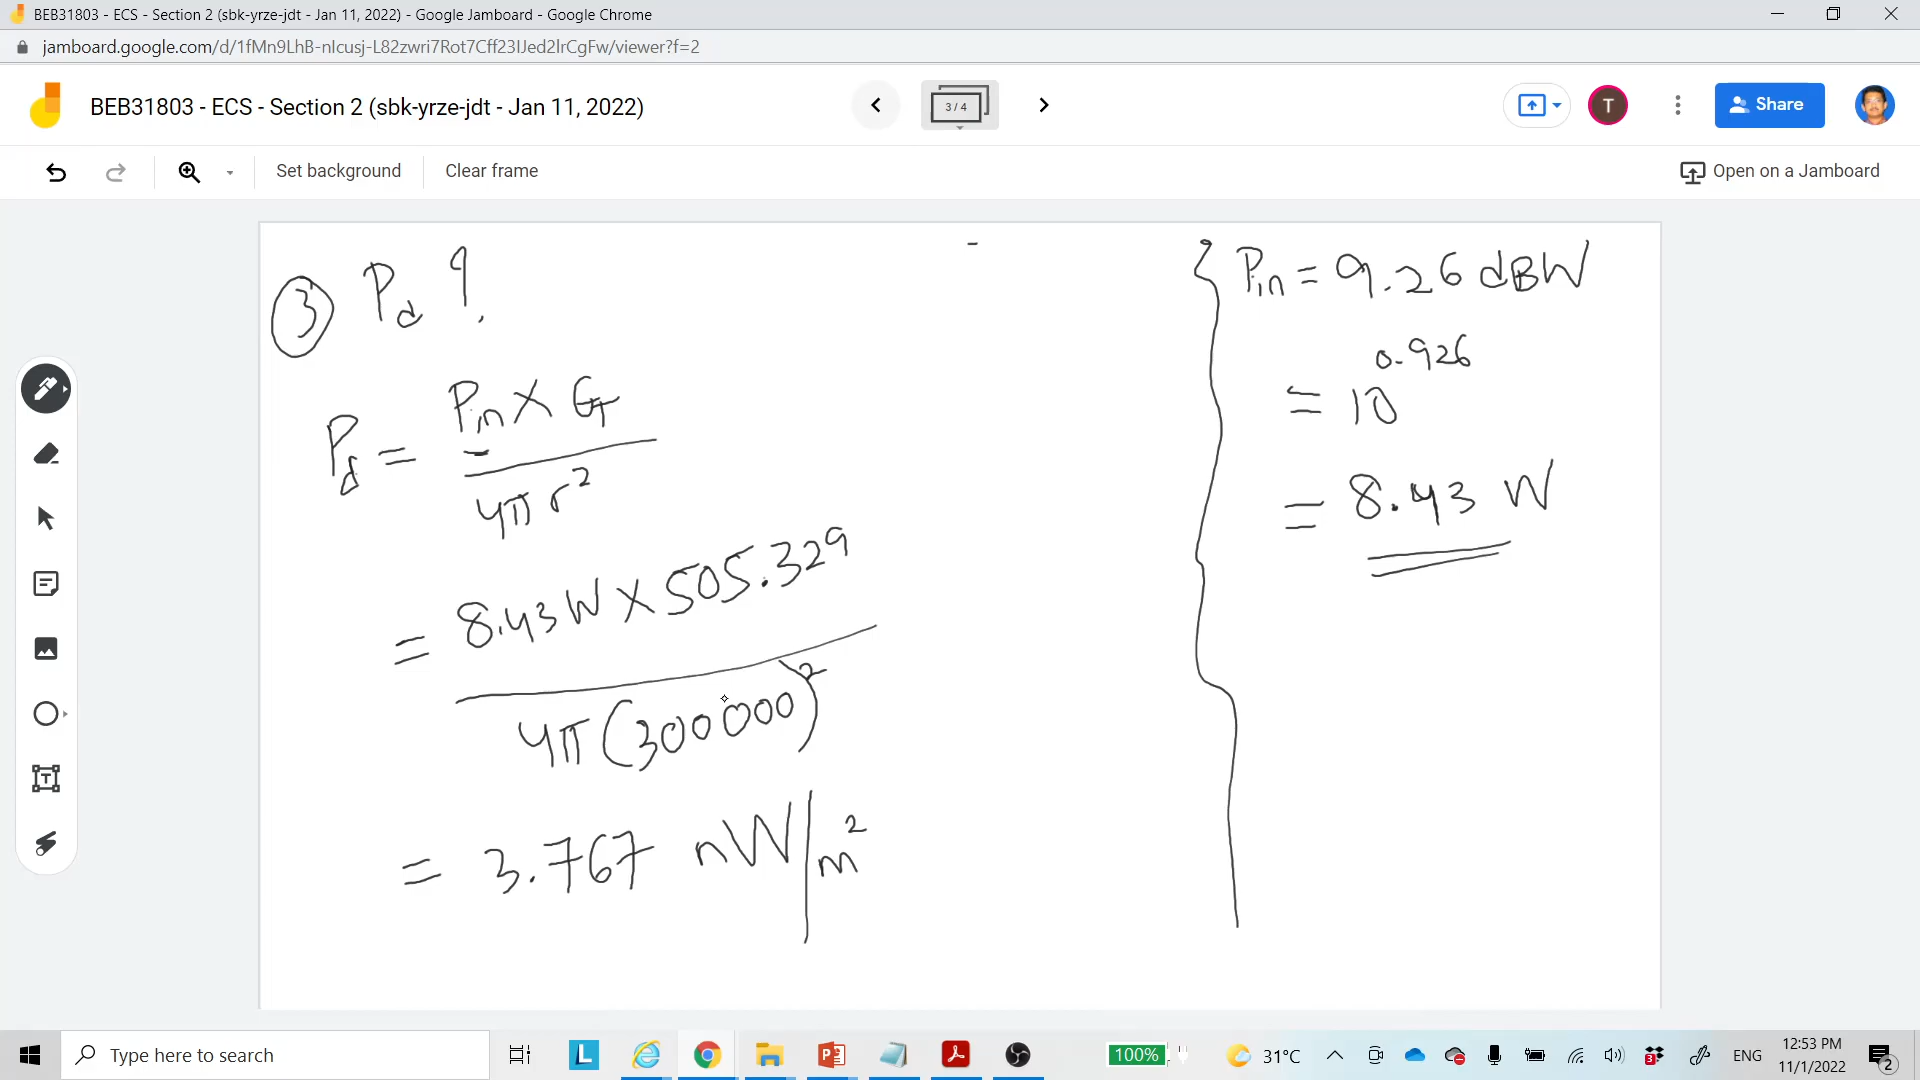 BEB31803 - ECS - Section 2 (sbk-yrze-jdt - Jan 11, 2022) - Google Jamboard - Google Chrome
jamboard.google.com/d/1fMn9LhB-nIcusj-L82zwri7Rot7Cff23IJed2lrCgFw/viewer?f=2
BEB31803 - ECS - Section 2 (sbk-yrze-jdt - Jan 11, 2022)
3 / 4
T
Share
Set background
Clear frame
Open on a Jamboard
③ Pd ?
Pd = Pin X GT
4π r²
= 8.43 W X 505.329
4π (300000)²
= 3.767 nW/m²
Pin = 9.26 dBW
= 10^0.926
= 8.43 W
Type here to search
L
100%
31°C
3
ENG
12:53 PM
11/1/2022
2